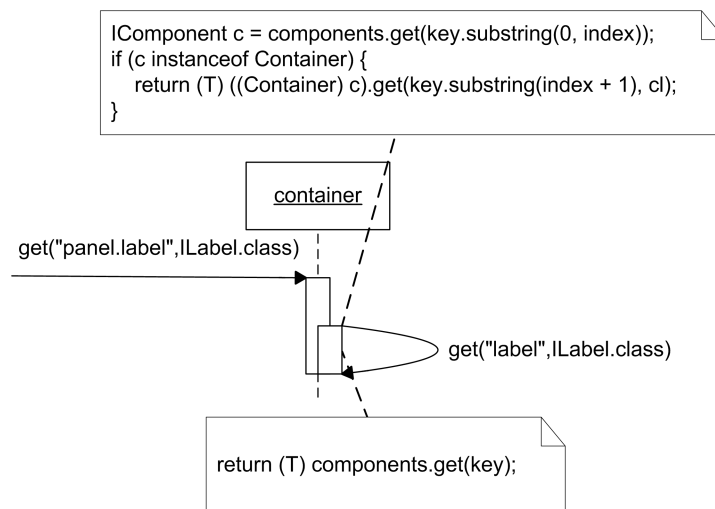 IComponent c = components.get(key.substring(0, index));
if (c instanceof Container) {
    return (T) ((Container) c).get(key.substring(index + 1), cl);
}
container
get("panel.label",ILabel.class)
get("label",ILabel.class)
return (T) components.get(key);